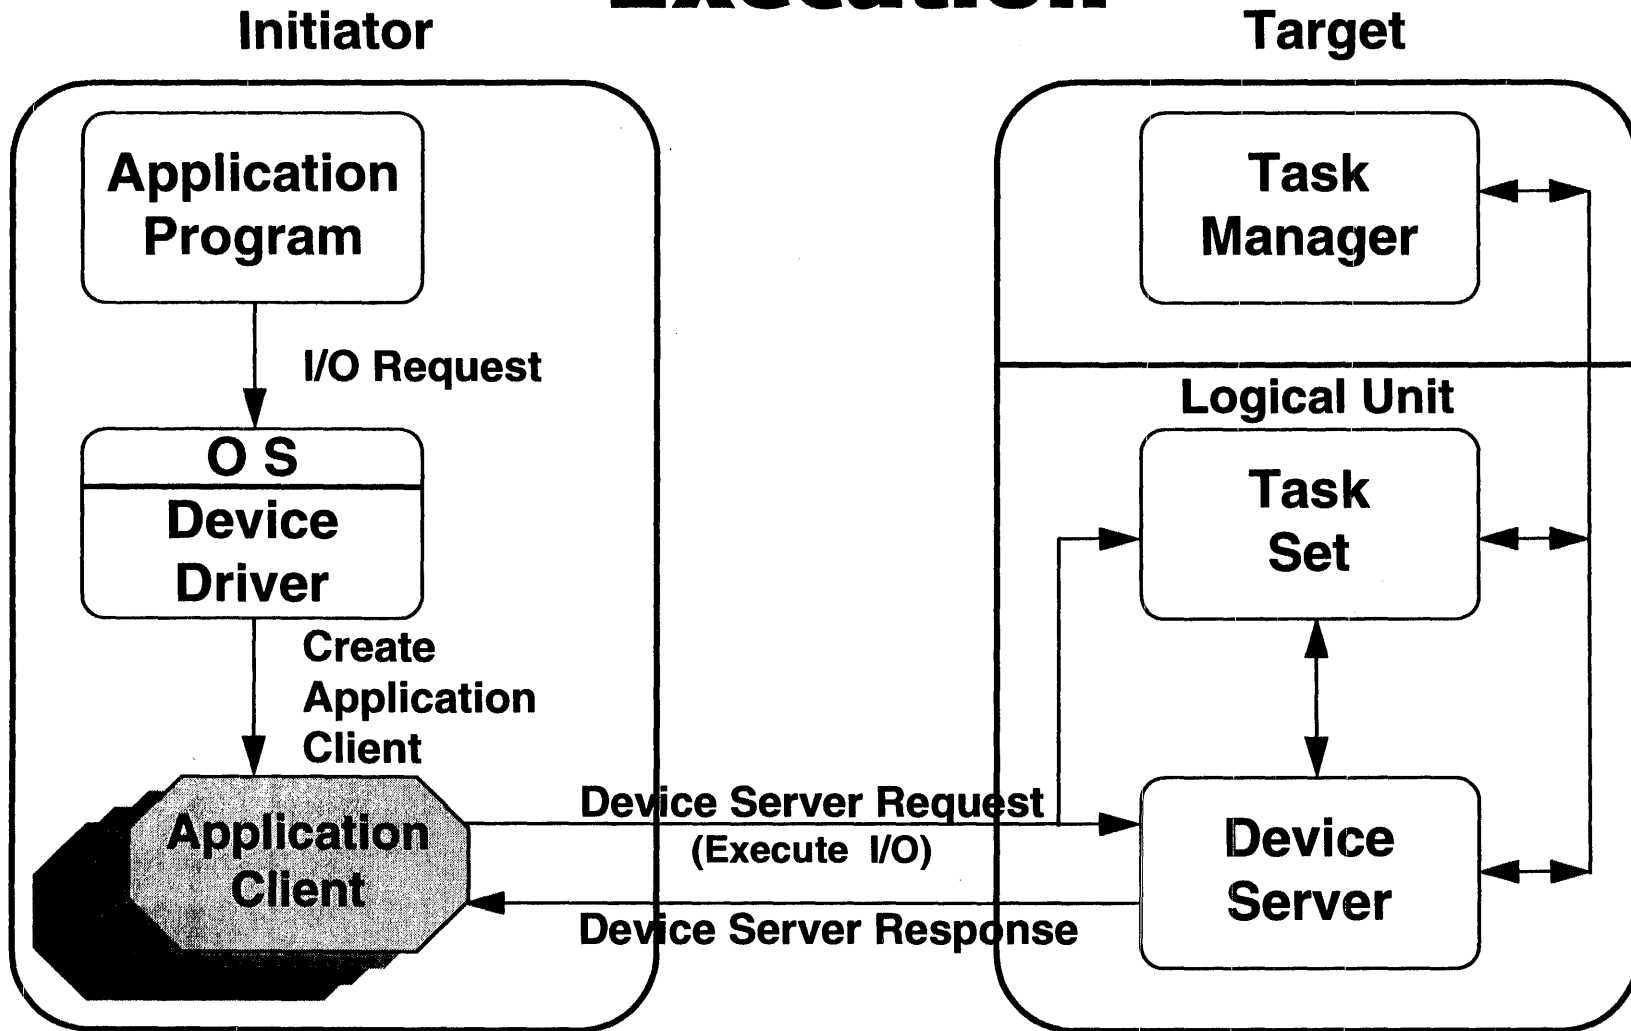 Execution
Initiator
Target
Application
Program
I/O Request
O S
Device
Driver
Create
Application
Client
Application
Client
Device Server Request
(Execute I/O)
Device Server Response
Task
Manager
Logical Unit
Task
Set
Device
Server